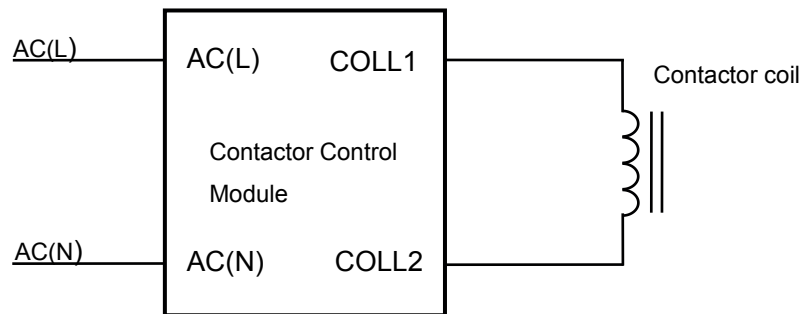 AC(L)
AC(L) COLL1
Contactor coil
Contactor Control
Module
AC(N)
AC(N) COLL2